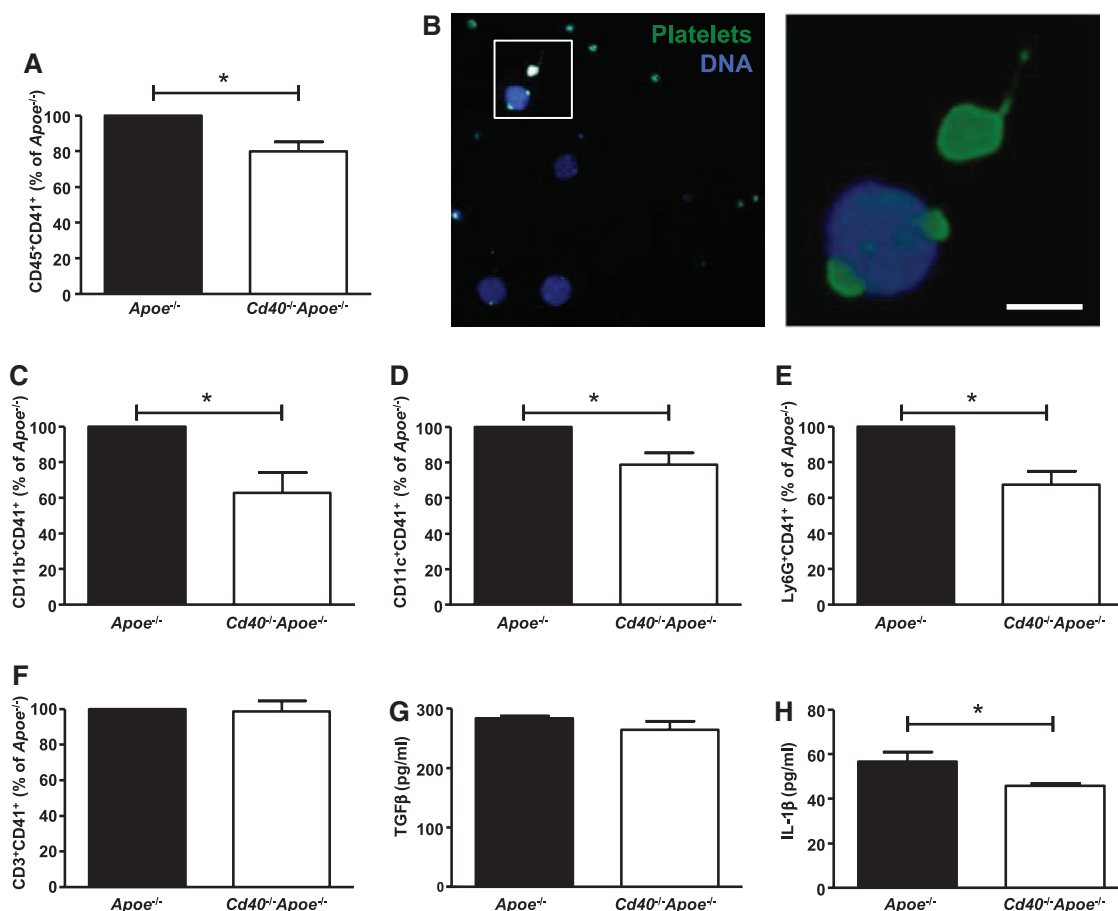 A
*
CD45⁺CD41⁺ (% of Apoe⁻/⁻)
100
80
60
40
20
0
Apoe⁻/⁻
Cd40⁻/⁻Apoe⁻/⁻
B
Platelets
DNA
C
*
CD11b⁺CD41⁺ (% of Apoe⁻/⁻)
100
80
60
40
20
0
Apoe⁻/⁻
Cd40⁻/⁻Apoe⁻/⁻
D
*
CD11c⁺CD41⁺ (% of Apoe⁻/⁻)
100
80
60
40
20
0
Apoe⁻/⁻
Cd40⁻/⁻Apoe⁻/⁻
E
*
Ly6G⁺CD41⁺ (% of Apoe⁻/⁻)
100
80
60
40
20
0
Apoe⁻/⁻
Cd40⁻/⁻Apoe⁻/⁻
F
CD3⁺CD41⁺ (% of Apoe⁻/⁻)
100
80
60
40
20
0
Apoe⁻/⁻
Cd40⁻/⁻Apoe⁻/⁻
G
TGFβ (pg/ml)
300
200
100
0
Apoe⁻/⁻
Cd40⁻/⁻Apoe⁻/⁻
H
*
IL-1β (pg/ml)
80
60
40
20
0
Apoe⁻/⁻
Cd40⁻/⁻Apoe⁻/⁻